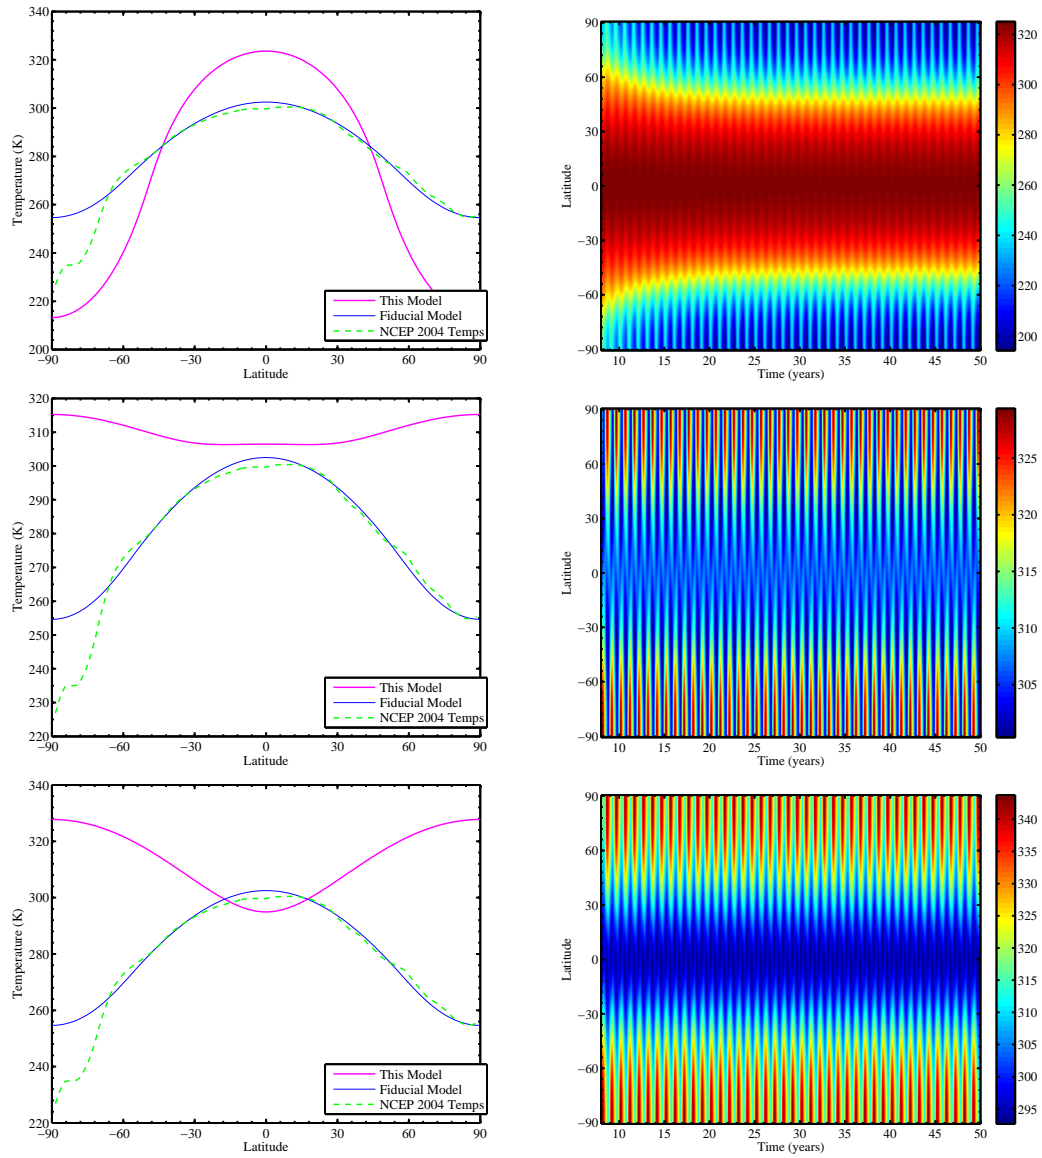 340
320
300
280
260
240
220
200
−90 −60 −30 0 30 60 90
Temperature (K)
Latitude
This Model
Fiducial Model
NCEP 2004 Temps
90
60
30
0
−30
−60
−90
10 15 20 25 30 35 40 45 50
Latitude
Time (years)
320
300
280
260
240
220
200
320
310
300
290
280
270
260
250
240
230
220
−90 −60 −30 0 30 60 90
Temperature (K)
Latitude
This Model
Fiducial Model
NCEP 2004 Temps
90
60
30
0
−30
−60
−90
10 15 20 25 30 35 40 45 50
Latitude
Time (years)
325
320
315
310
305
340
320
300
280
260
240
220
−90 −60 −30 0 30 60 90
Temperature (K)
Latitude
This Model
Fiducial Model
NCEP 2004 Temps
90
60
30
0
−30
−60
−90
10 15 20 25 30 35 40 45 50
Latitude
Time (years)
340
335
330
325
320
315
310
305
300
295